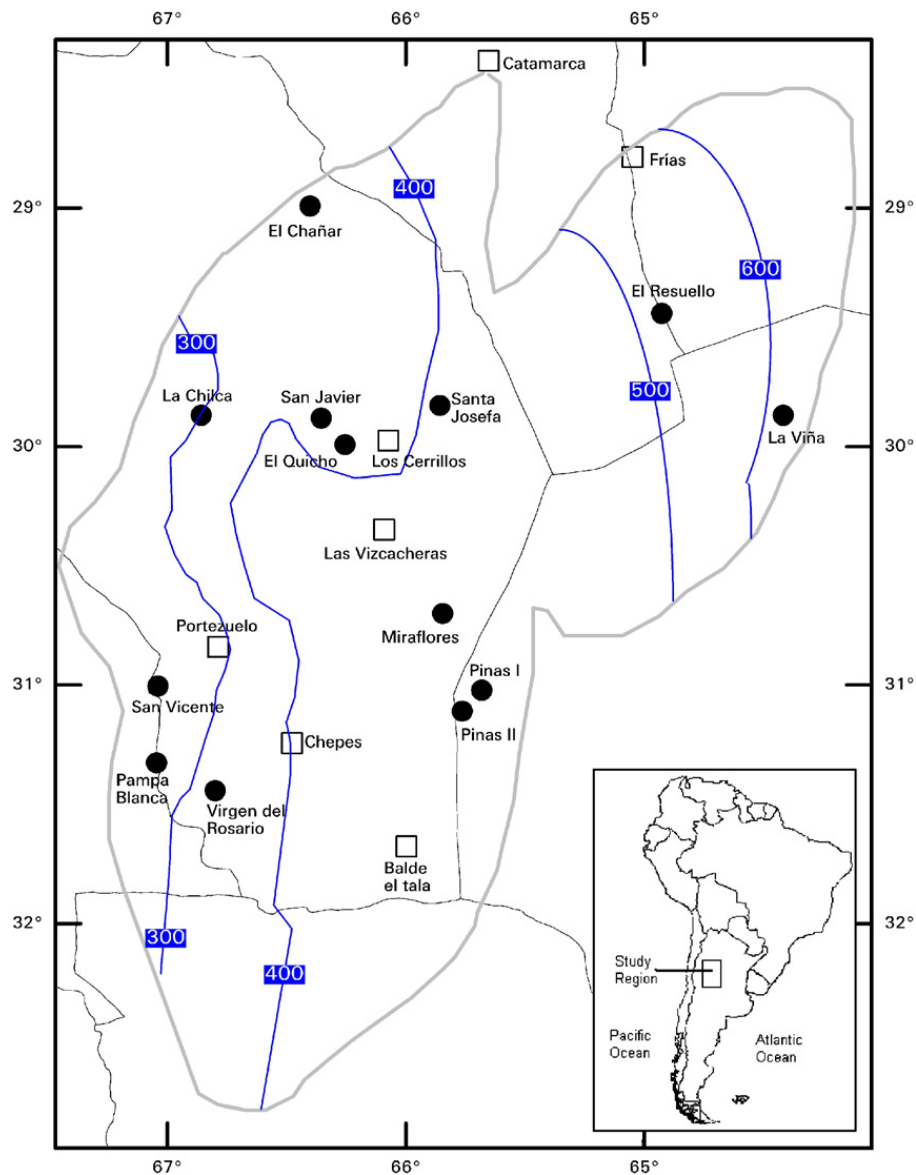 67° 66° 65°
Catamarca
Frías
400
29°
29°
El Chañar
600
El Resuello
300
500
La Chilca
San Javier
Santa
Josefa
La Viña
30°
30°
El Quicho
Los Cerrillos
Las Vizcacheras
Portezuelo
Miraflores
Pinas I
31°
31°
San Vicente
Pinas II
Chepes
Pampa
Blanca
Virgen del
Rosario
Balde
el tala
32°
32°
300
400
Study
Region
Pacific
Ocean
Atlantic
Ocean
67° 66° 65°